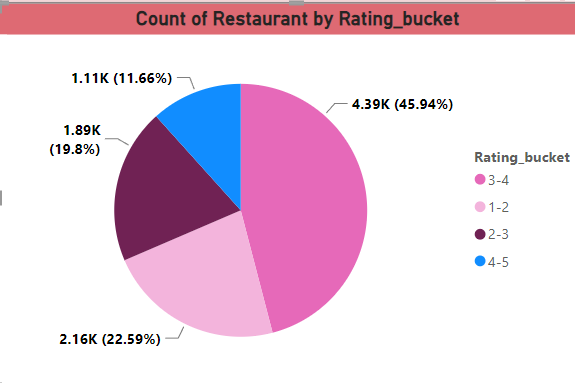 Count of Restaurant by Rating_bucket
1.11K (11.66%)
4.39K (45.94%)
1.89K
(19.8%)
2.16K (22.59%)
Rating_bucket
3-4
1-2
2-3
4-5